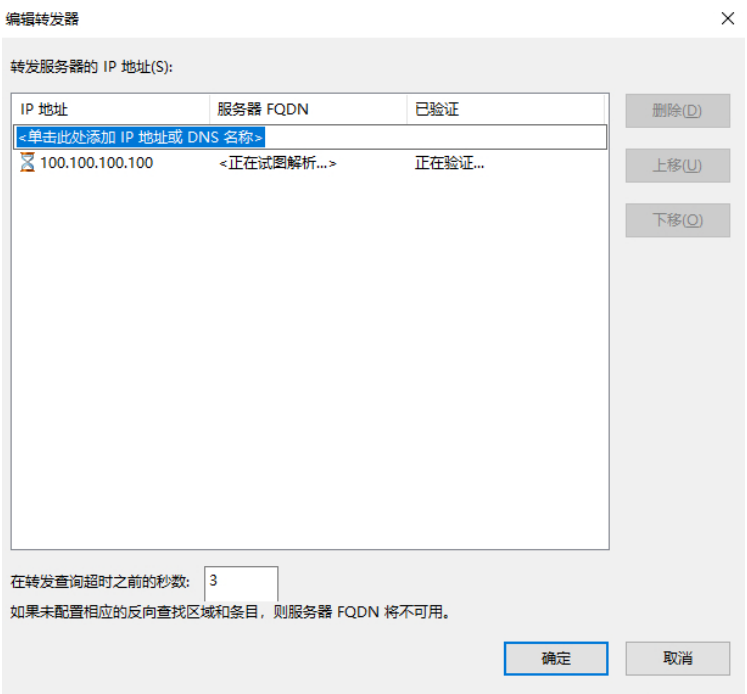 编辑转发器
转发服务器的 IP 地址(S):
IP 地址 服务器 FQDN 已验证
<单击此处添加 IP 地址或 DNS 名称>
100.100.100.100 <正在试图解析...> 正在验证...
删除(D)
上移(U)
下移(O)
在转发查询超时之前的秒数: 3
如果未配置相应的反向查找区域和条目，则服务器 FQDN 将不可用。
确定 取消